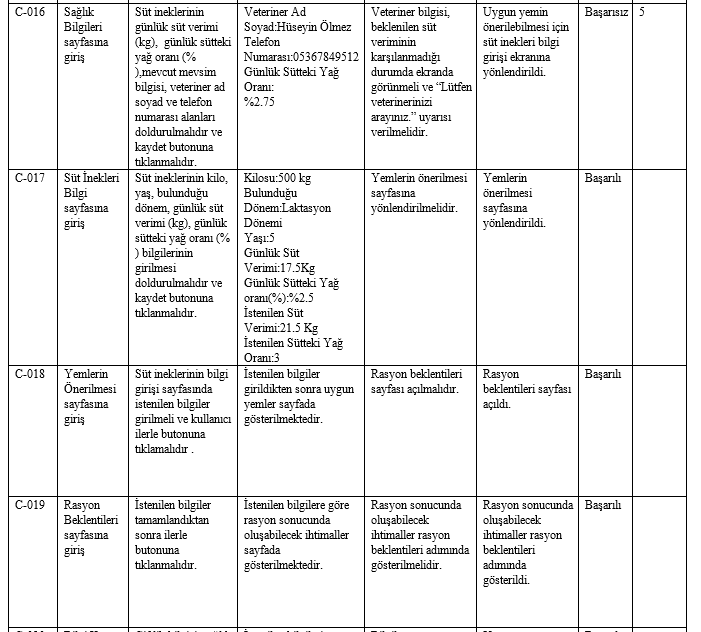 C-016
Sağlık
Bilgileri
sayfasına
giriş
Süt ineklerinin
günlük süt verimi
(kg), günlük sütteki
yağ oranı (%
),mevcut mevsim
bilgisi, veteriner ad
soyad ve telefon
numarası alanları
doldurulmalıdır ve
kaydet butonuna
tıklanmalıdır.
Veteriner Ad
Soyad:Hüseyin Ölmez
Telefon
Numarası:05367849512
Günlük Sütteki Yağ
Oranı:
%2.75
Veteriner bilgisi,
beklenilen süt
veriminin
karşılanmadığı
durumda ekranda
görünmeli ve “Lütfen
veterinerinizi
arayınız.” uyarısı
verilmelidir.
Uygun yemin
önerilebilmesi için
süt inekleri bilgi
girişi ekranına
yönlendirildi.
Başarısız
5
C-017
Süt İnekleri
Bilgi
sayfasına
giriş
Süt ineklerinin kilo,
yaş, bulunduğu
dönem, günlük süt
verimi (kg), günlük
sütteki yağ oranı (%
) bilgilerinin
girilmesi
doldurulmalıdır ve
kaydet butonuna
tıklanmalıdır.
Kilosu:500 kg
Bulunduğu
Dönem:Laktasyon
Dönemi
Yaşı:5
Günlük Süt
Verimi:17.5Kg
Günlük Sütteki Yağ
oranı(%):%2.5
İstenilen Süt
Verimi:21.5 Kg
İstenilen Sütteki Yağ
Oranı:3
Yemlerin önerilmesi
sayfasına
yönlendirilmelidir.
Yemlerin
önerilmesi
sayfasına
yönlendirildi.
Başarılı
C-018
Yemlerin
Önerilmesi
sayfasına
giriş
Süt ineklerinin bilgi
girişi sayfasında
istenilen bilgiler
girilmeli ve kullanıcı
ilerle butonuna
tıklamalıdır .
İstenilen bilgiler
girildikten sonra uygun
yemler sayfada
gösterilmektedir.
Rasyon beklentileri
sayfası açılmalıdır.
Rasyon
beklentileri sayfası
açıldı.
Başarılı
C-019
Rasyon
Beklentileri
sayfasına
giriş
İstenilen bilgiler
tamamlandıktan
sonra ilerle
butonuna
tıklanmalıdır.
İstenilen bilgilere göre
rasyon sonucunda
oluşabilecek ihtimaller
sayfada
gösterilmektedir.
Rasyon sonucunda
oluşabilecek
ihtimaller rasyon
beklentileri adımında
gösterilmelidir.
Rasyon sonucunda
oluşabilecek
ihtimaller rasyon
beklentileri
adımında
gösterildi.
Başarılı